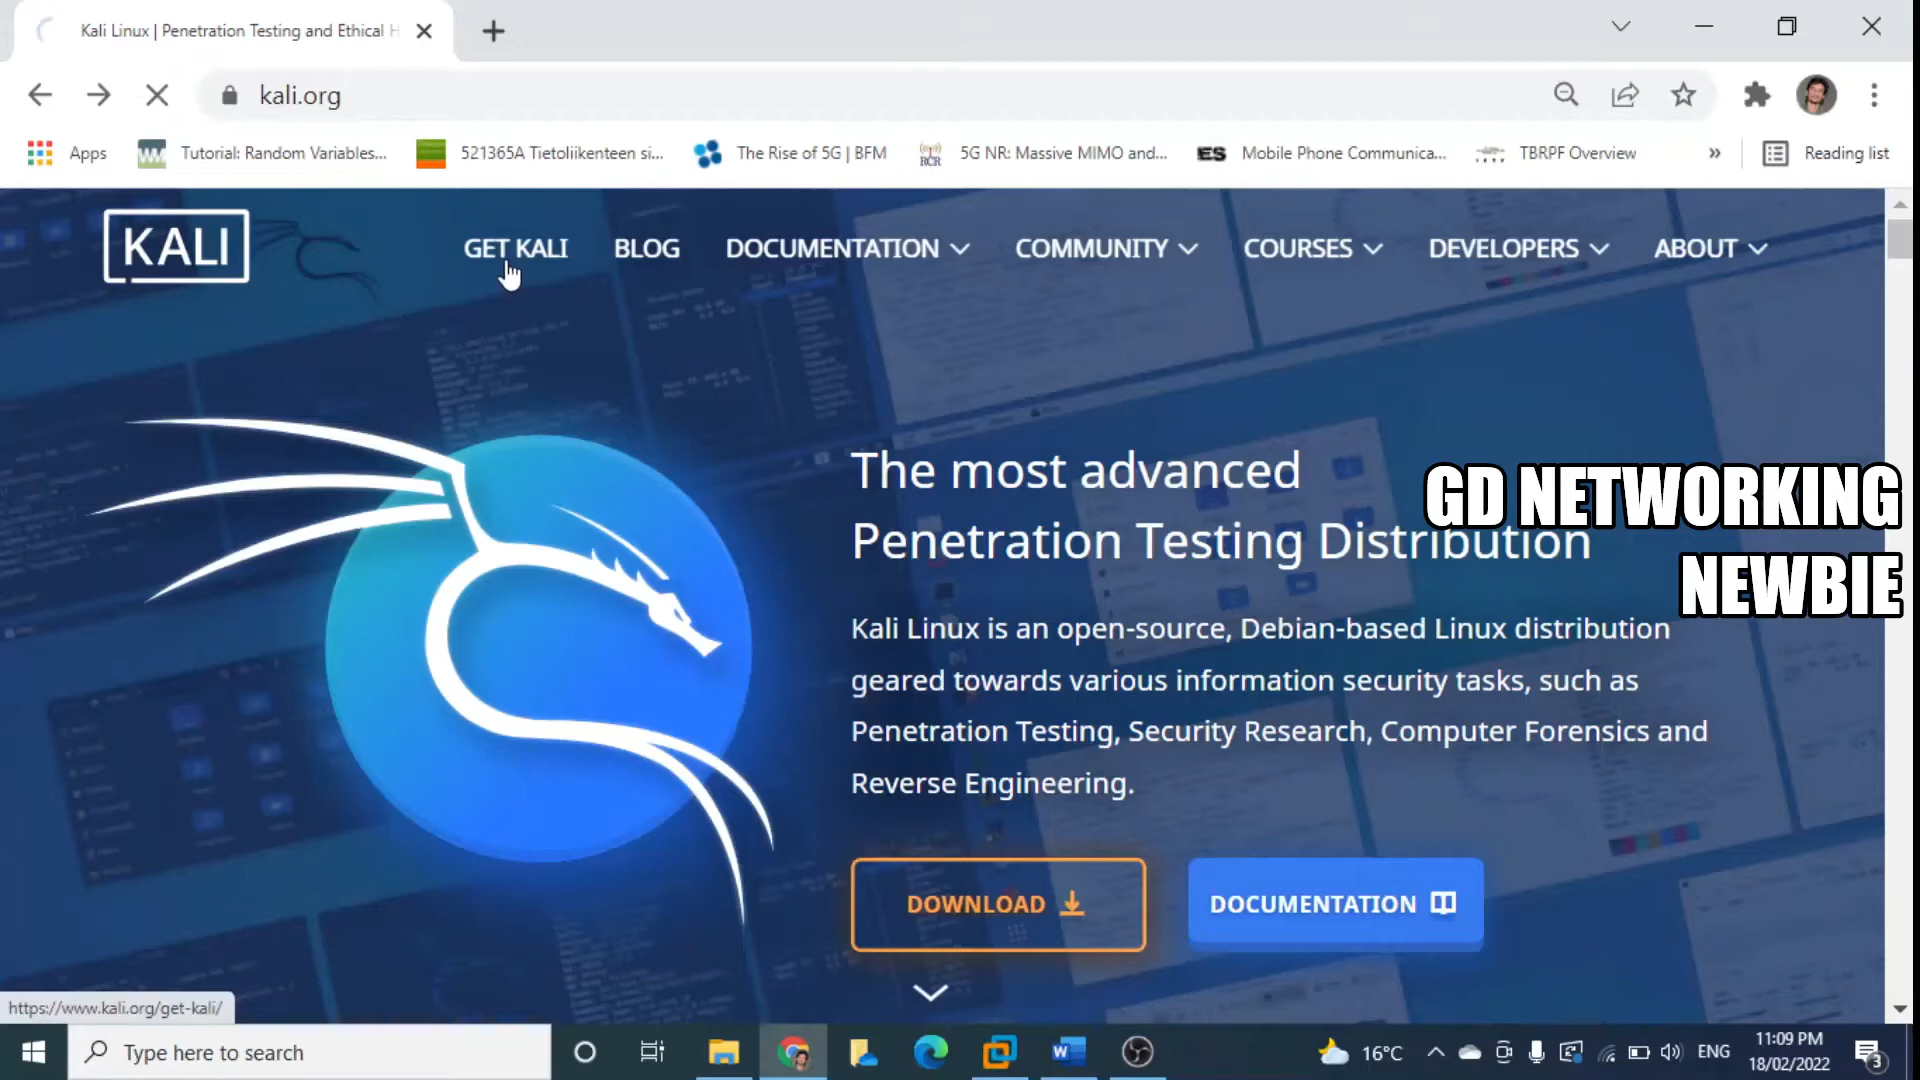 Kali Linux | Penetration Testing and Ethical H
kali.org
Apps
Tutorial: Random Variables...
521365A Tietoliikenteen si...
The Rise of 5G | BFM
RCR
5G NR: Massive MIMO and...
ES
Mobile Phone Communica...
TBRPF Overview
»
Reading list
KALI
GET KALI
BLOG
DOCUMENTATION
COMMUNITY
COURSES
DEVELOPERS
ABOUT
The most advanced
Penetration Testing Distribution
GD NETWORKING
NEWBIE
Kali Linux is an open-source, Debian-based Linux distribution
geared towards various information security tasks, such as
Penetration Testing, Security Research, Computer Forensics and
Reverse Engineering.
DOWNLOAD
DOCUMENTATION
https://www.kali.org/get-kali/
Type here to search
16°C
ENG
11:09 PM
18/02/2022
3